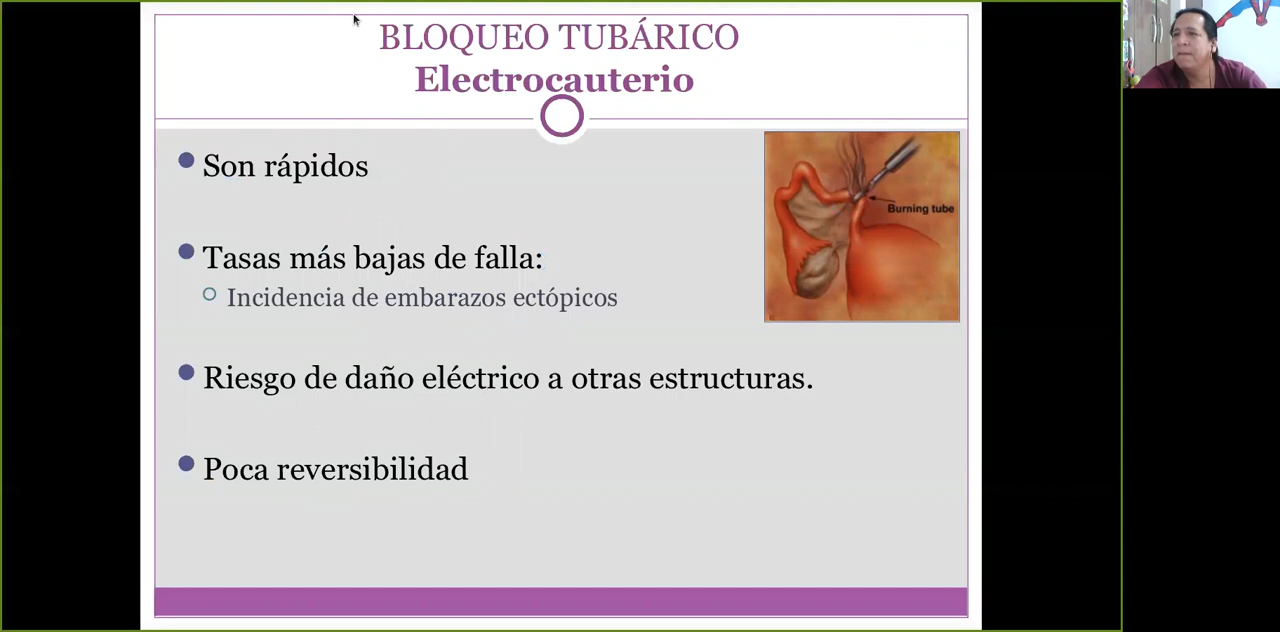 BLOQUEO TUBÁRICO
Electrocauterio
Son rápidos
Burning tube
Tasas más bajas de falla:
Incidencia de embarazos ectópicos
Riesgo de daño eléctrico a otras estructuras.
Poca reversibilidad